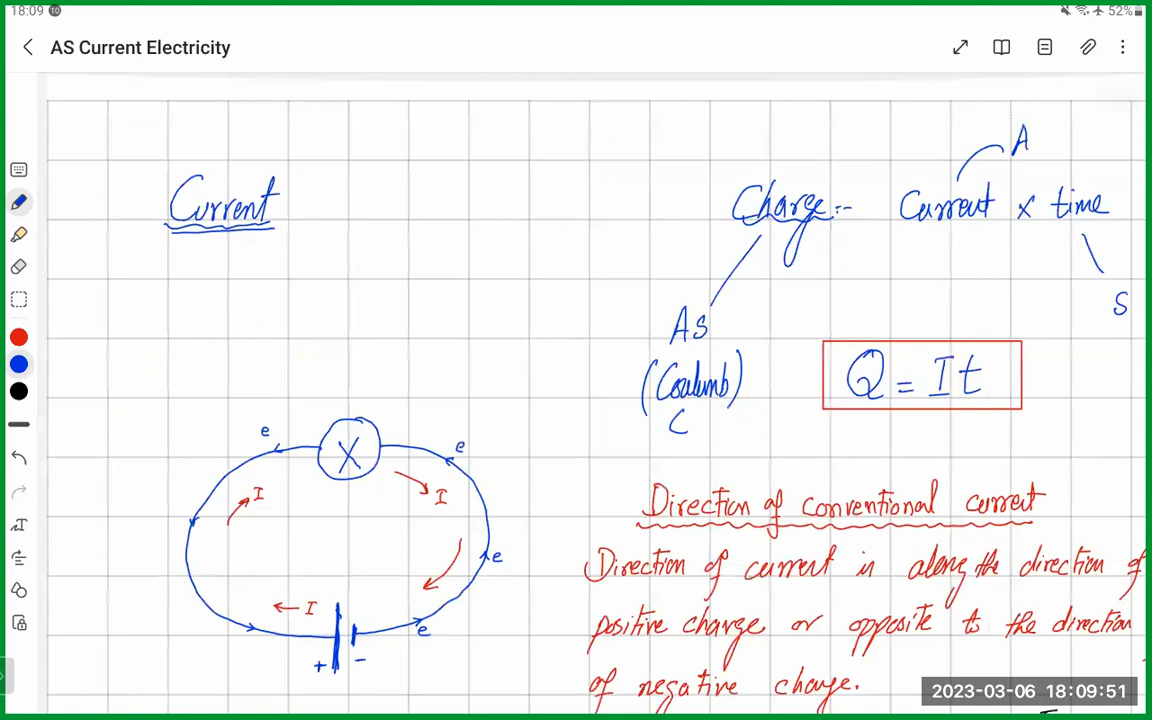 18:09
52%
AS Current Electricity
Current
Charge :- Current × time
A
S
AS
(Coulumb)
C
Q = It
e
e
I
I
e
I
e
+
-
X
Direction of conventional current
Direction of current in along the direction of
positive charge or opposite to the direction
of negative charge.
2023-03-06 18:09:51